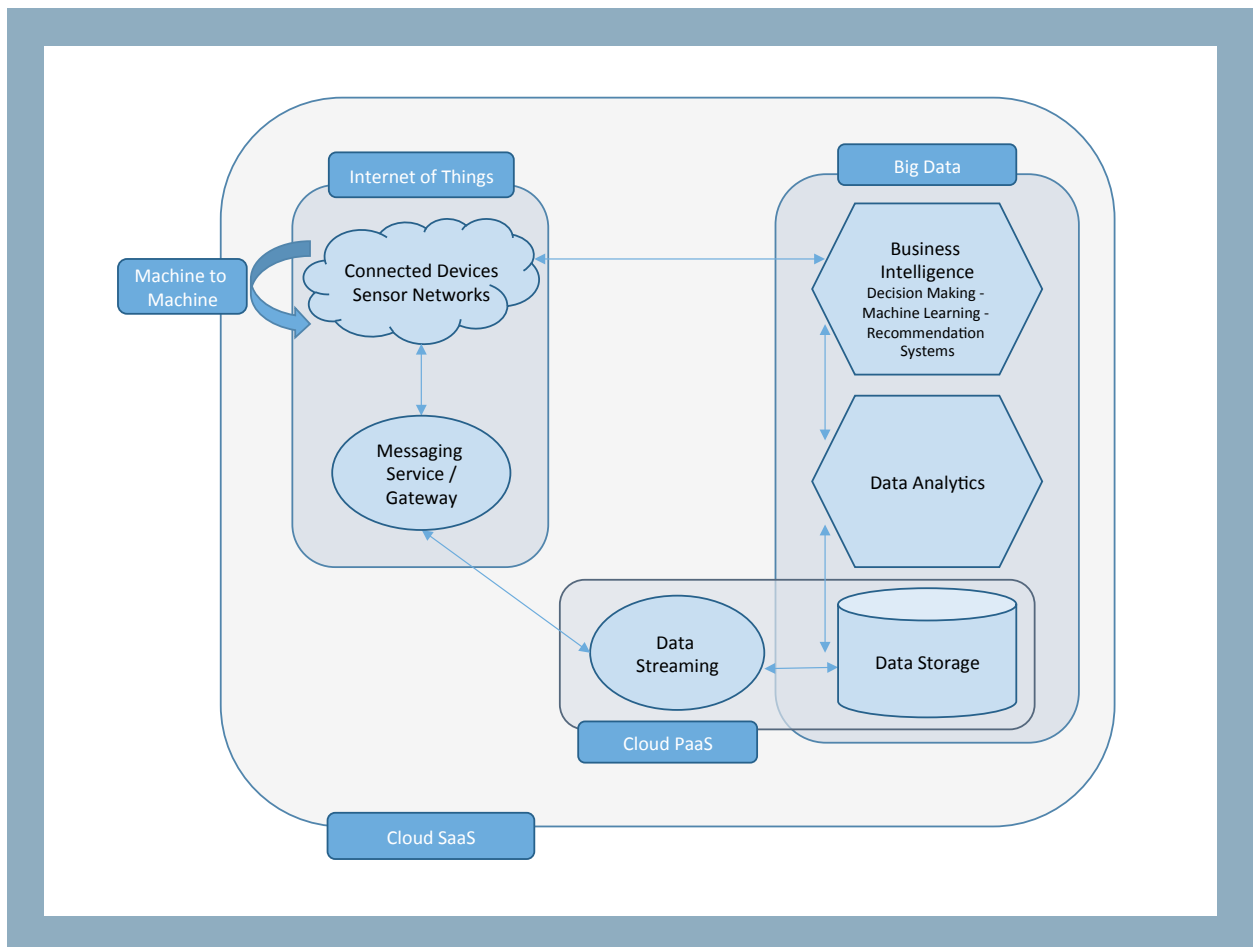 Internet of Things
Big Data
Machine to
Machine
Connected Devices
Sensor Networks
Business
Intelligence
Decision Making -
Machine Learning -
Recommendation
Systems
Messaging
Service /
Gateway
Data Analytics
Data
Streaming
Data Storage
Cloud PaaS
Cloud SaaS